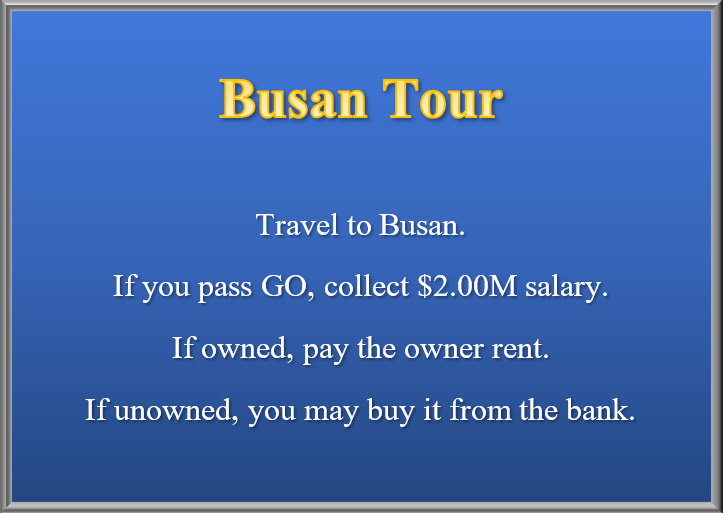 Busan Tour
Travel to Busan.
If you pass GO, collect $2.00M salary.
If owned, pay the owner rent.
If unowned, you may buy it from the bank.